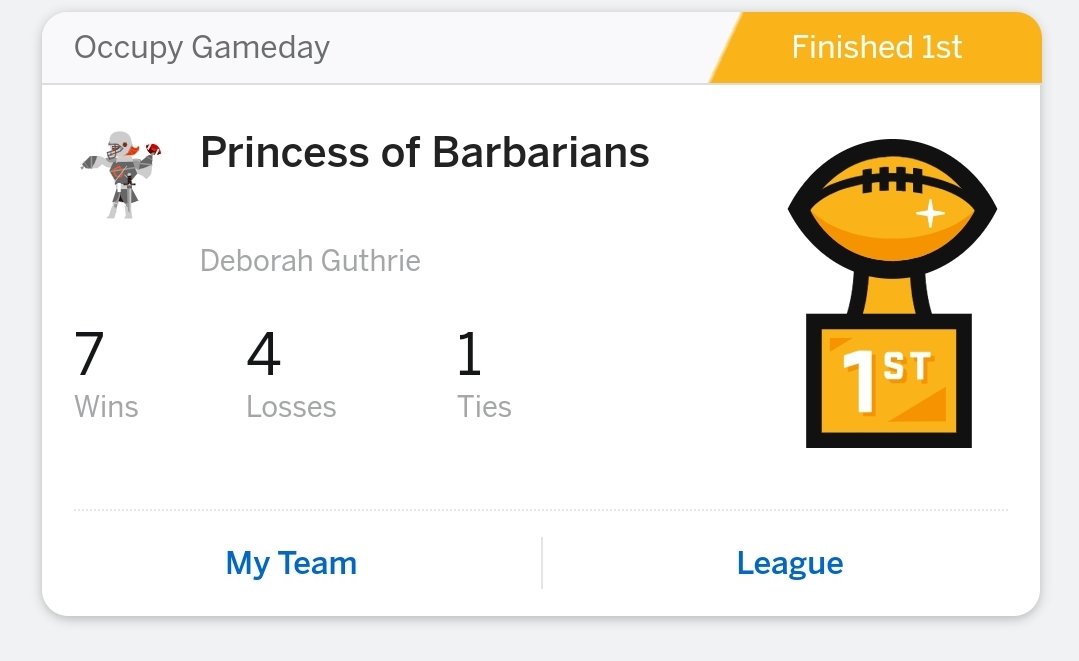 Occupy Gameday
Finished 1st
Princess of Barbarians
Deborah Guthrie
7 4 1
Wins Losses Ties
1ST
My Team League